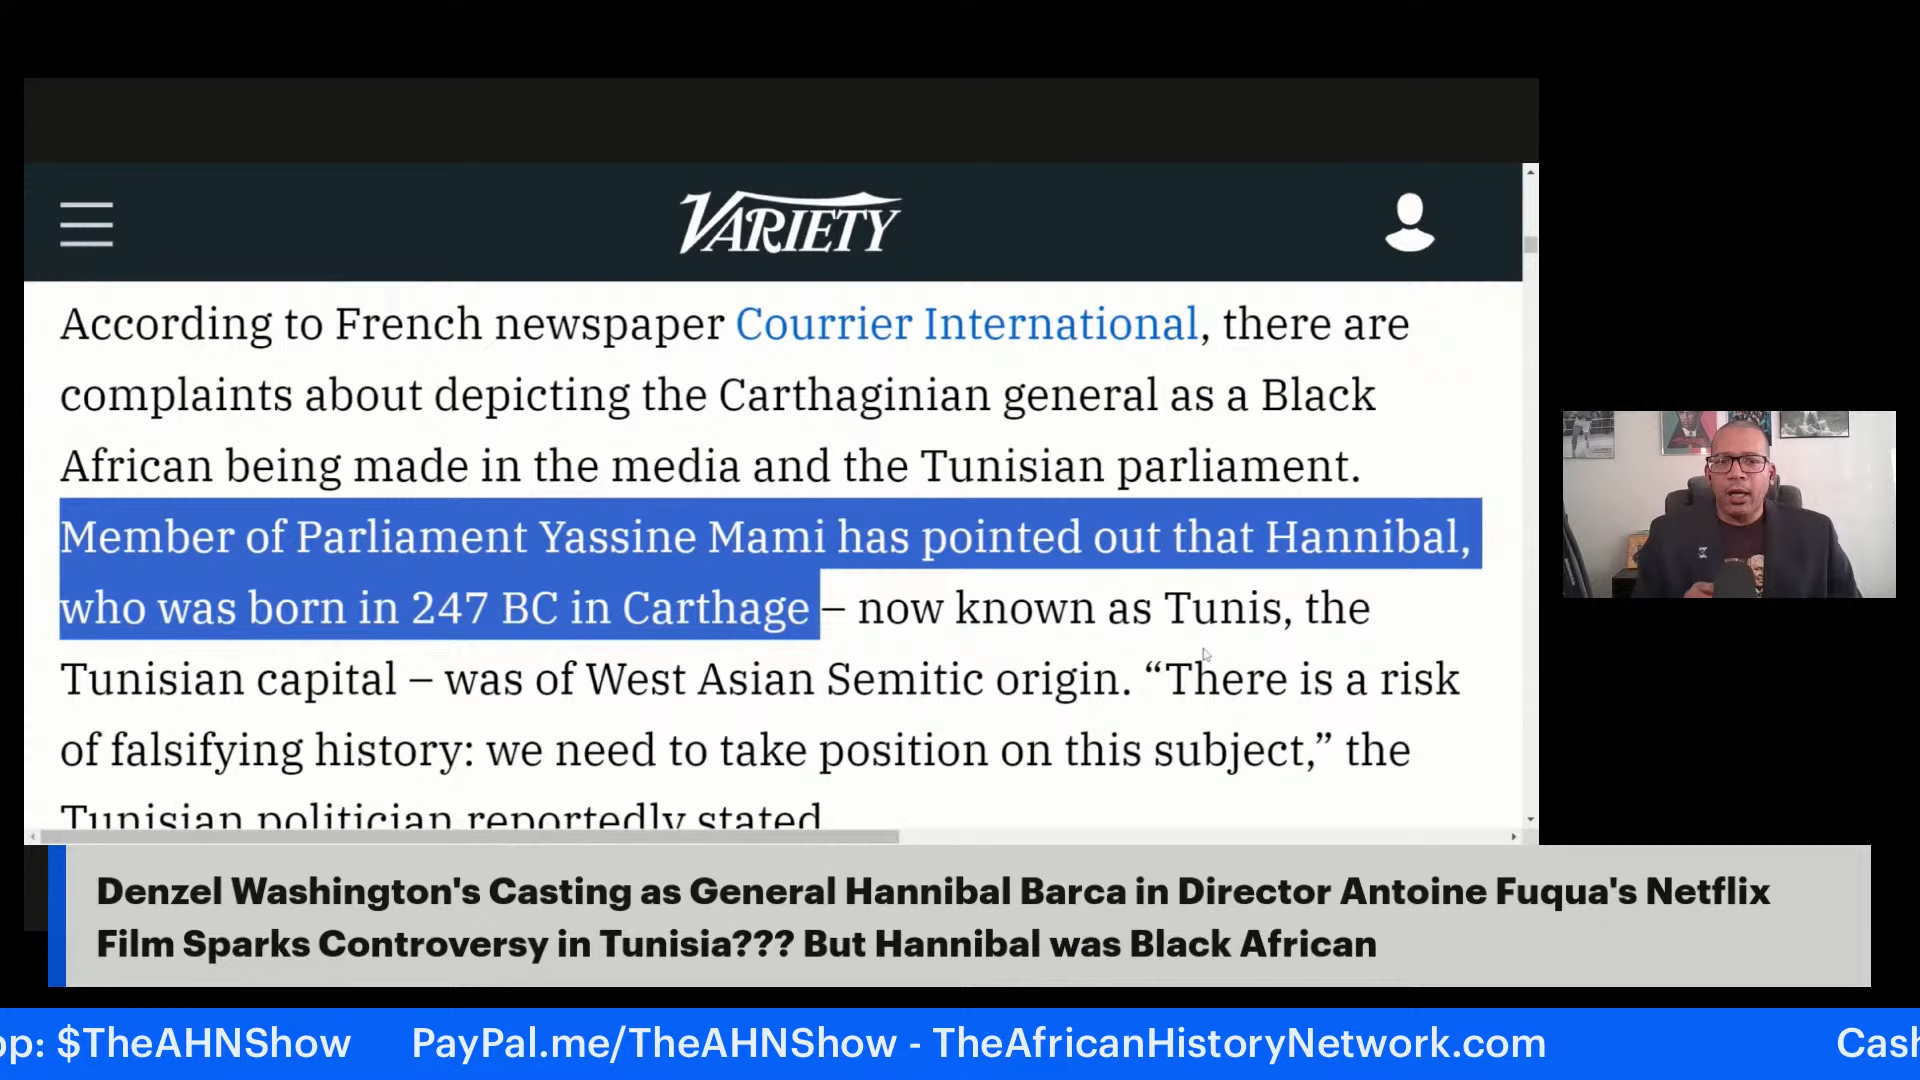 VARIETY
According to French newspaper Courrier International, there are
complaints about depicting the Carthaginian general as a Black
African being made in the media and the Tunisian parliament.
Member of Parliament Yassine Mami has pointed out that Hannibal,
who was born in 247 BC in Carthage – now known as Tunis, the
Tunisian capital – was of West Asian Semitic origin. “There is a risk
of falsifying history: we need to take position on this subject,” the
Tunisian politician reportedly stated
Denzel Washington's Casting as General Hannibal Barca in Director Antoine Fuqua's Netflix
Film Sparks Controversy in Tunisia??? But Hannibal was Black African
pp: $TheAHNShow PayPal.me/TheAHNShow - TheAfricanHistoryNetwork.com Cash